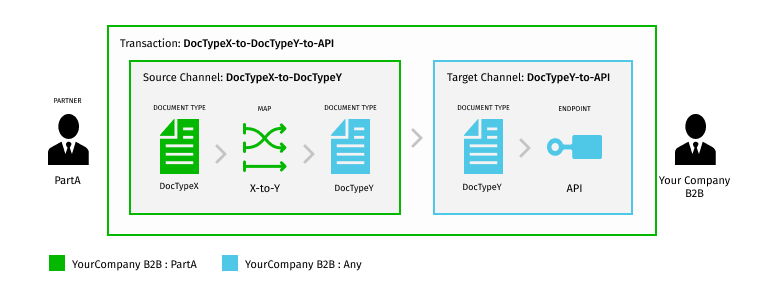 Transaction: DocTypeX-to-DocTypeY-to-API
Source Channel: DocTypeX-to-DocTypeY
Target Channel: DocTypeY-to-API
PARTNER
DOCUMENT TYPE
MAP
DOCUMENT TYPE
DOCUMENT TYPE
ENDPOINT
PartA
DocTypeX
X-to-Y
DocTypeY
DocTypeY
API
Your Company
B2B
YourCompany B2B : PartA
YourCompany B2B : Any